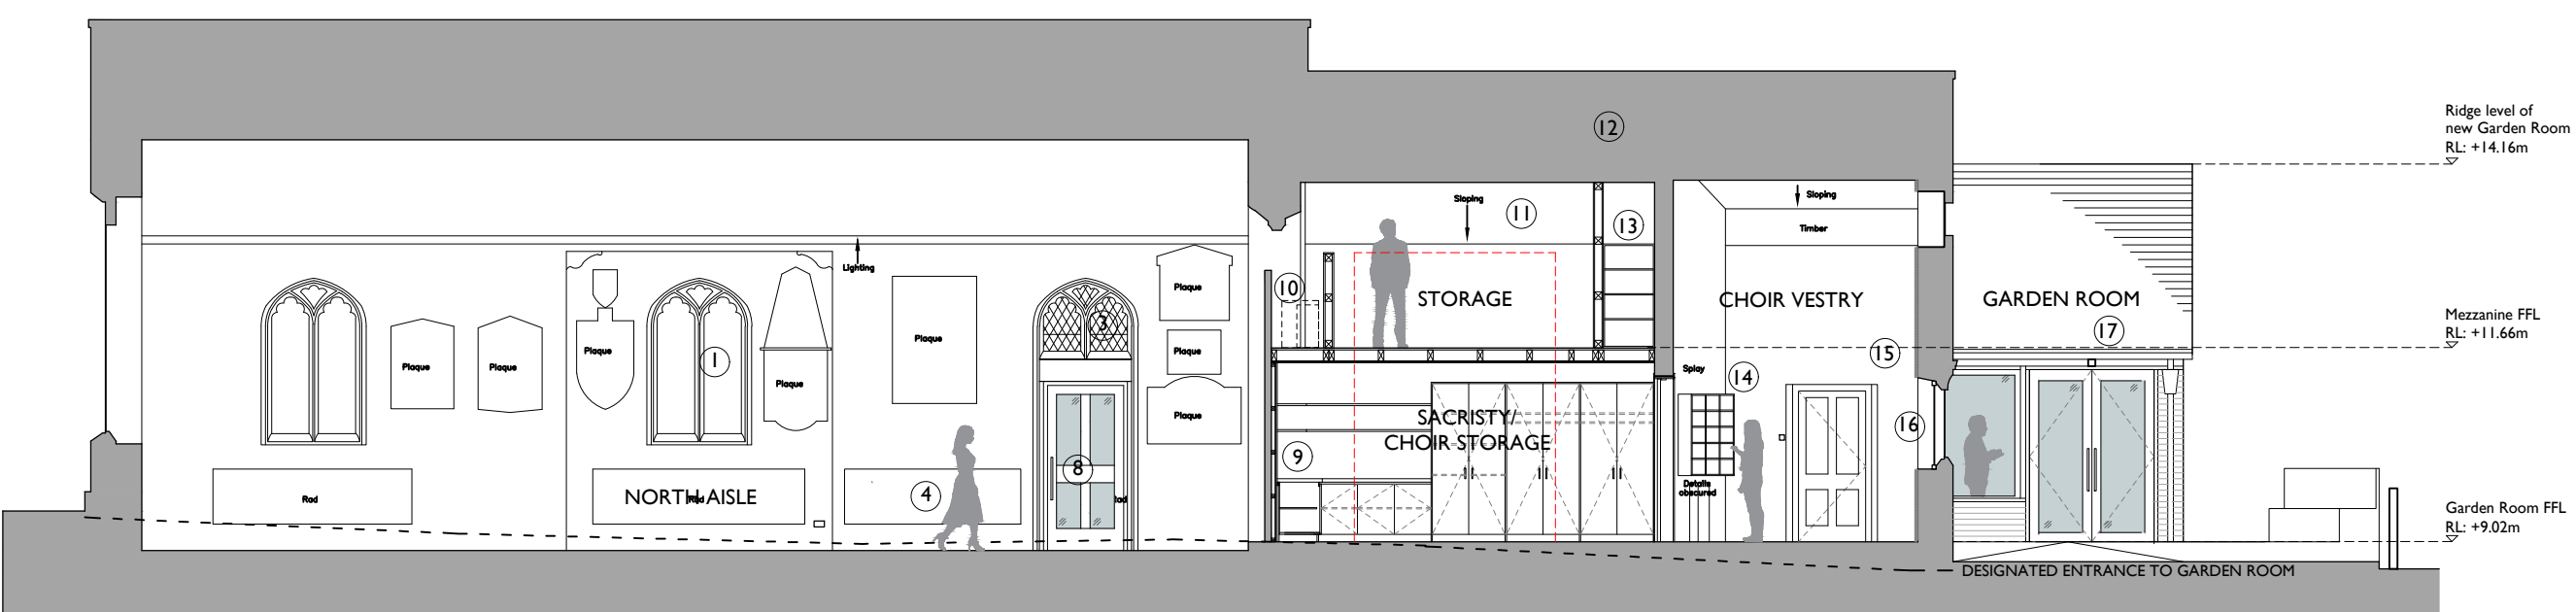 12
Ridge level of
new Garden Room
RL: +14.16m
Sloping
11
13
Sloping
Timber
Lighting
Plaque
10
STORAGE
CHOIR VESTRY
GARDEN ROOM
Mezzanine FFL
RL: +11.66m
17
3
Plaque
Plaque
Plaque
Plaque
1
Plaque
Plaque
Plaque
15
Splay
14
Plaque
SACRISTY/
CHOIR STORAGE
16
9
8
4
Details
obscured
Rad
Rad
NORTH AISLE
Rad
Garden Room FFL
RL: +9.02m
DESIGNATED ENTRANCE TO GARDEN ROOM